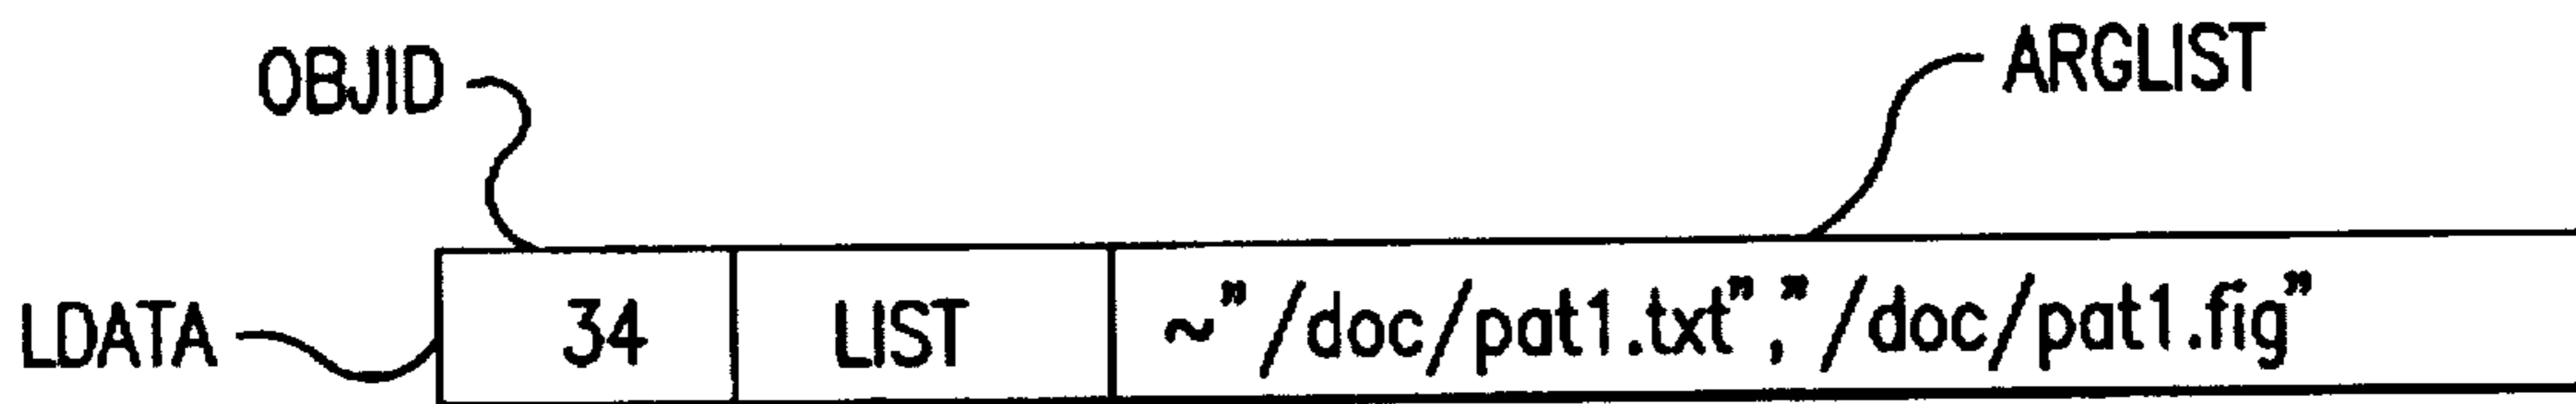 OBJID ARGLIST
LDATA 34 LIST ~"/doc/pat1.txt","/doc/pat1.fig"